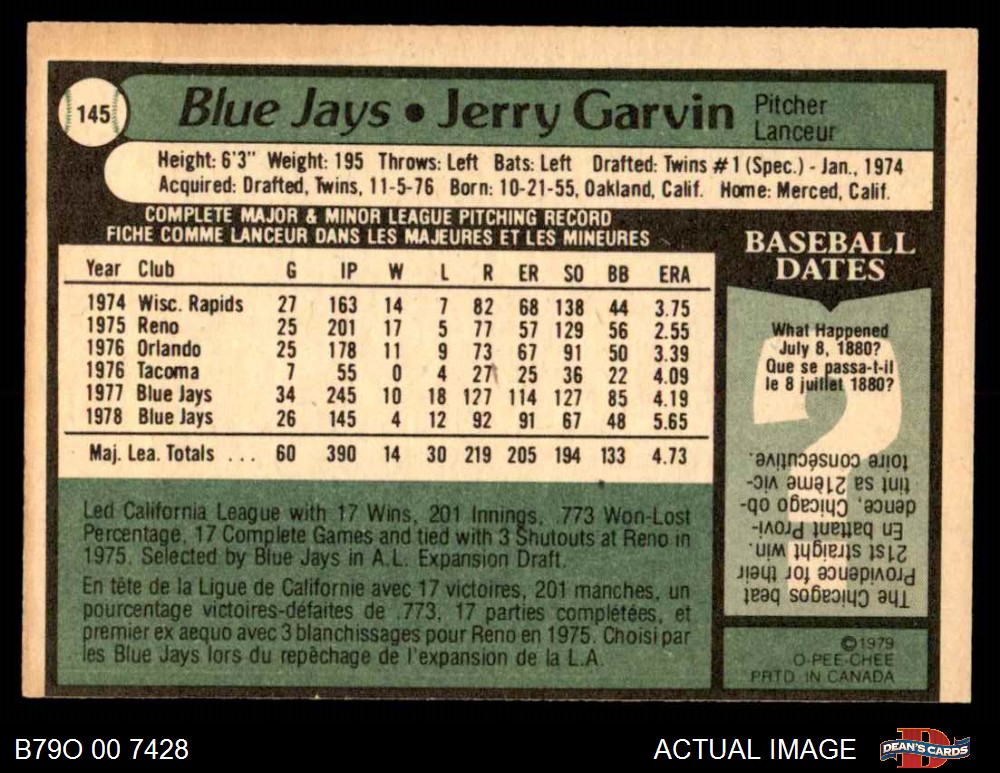 145
Blue Jays • Jerry Garvin
Pitcher
Lanceur
Height: 6'3" Weight: 195 Throws: Left Bats: Left Drafted: Twins #1 (Spec.) - Jan., 1974
Acquired: Drafted, Twins, 11-5-76 Born: 10-21-55, Oakland, Calif. Home: Merced, Calif.
COMPLETE MAJOR & MINOR LEAGUE PITCHING RECORD
FICHE COMME LANCEUR DANS LES MAJEURES ET LES MINEURES
Year Club G IP W L R ER SO BB ERA
1974 Wisc. Rapids 27 163 14 7 82 68 138 44 3.75
1975 Reno 25 201 17 5 77 57 129 56 2.55
1976 Orlando 25 178 11 9 73 67 91 50 3.39
1976 Tacoma 7 55 0 4 27 25 36 22 4.09
1977 Blue Jays 34 245 10 18 127 114 127 85 4.19
1978 Blue Jays 26 145 4 12 92 91 67 48 5.65
Maj. Lea. Totals ... 60 390 14 30 219 205 194 133 4.73
Led California League with 17 Wins, 201 Innings, .773 Won-Lost
Percentage, 17 Complete Games and tied with 3 Shutouts at Reno in
1975. Selected by Blue Jays in A.L. Expansion Draft.
En tête de la Ligue de Californie avec 17 victoires, 201 manches, un
pourcentage victoires-défaites de .773, 17 parties complétées, et
premier ex aequo avec 3 blanchissages pour Reno en 1975. Choisi par
les Blue Jays lors du repêchage de l'expansion de la L.A.
BASEBALL
DATES
What Happened
July 8, 1880?
Que se passa-t-il
le 8 juillet 1880?
The Chicagos beat
Providence for their
21st straight win.
En battant Provi-
dence, Chicago ob-
tint sa 21ème vic-
toire consécutive.
©1979
O-PEE-CHEE
PRTD. IN CANADA
B79O 00 7428
ACTUAL IMAGE
DEAN'S CARDS